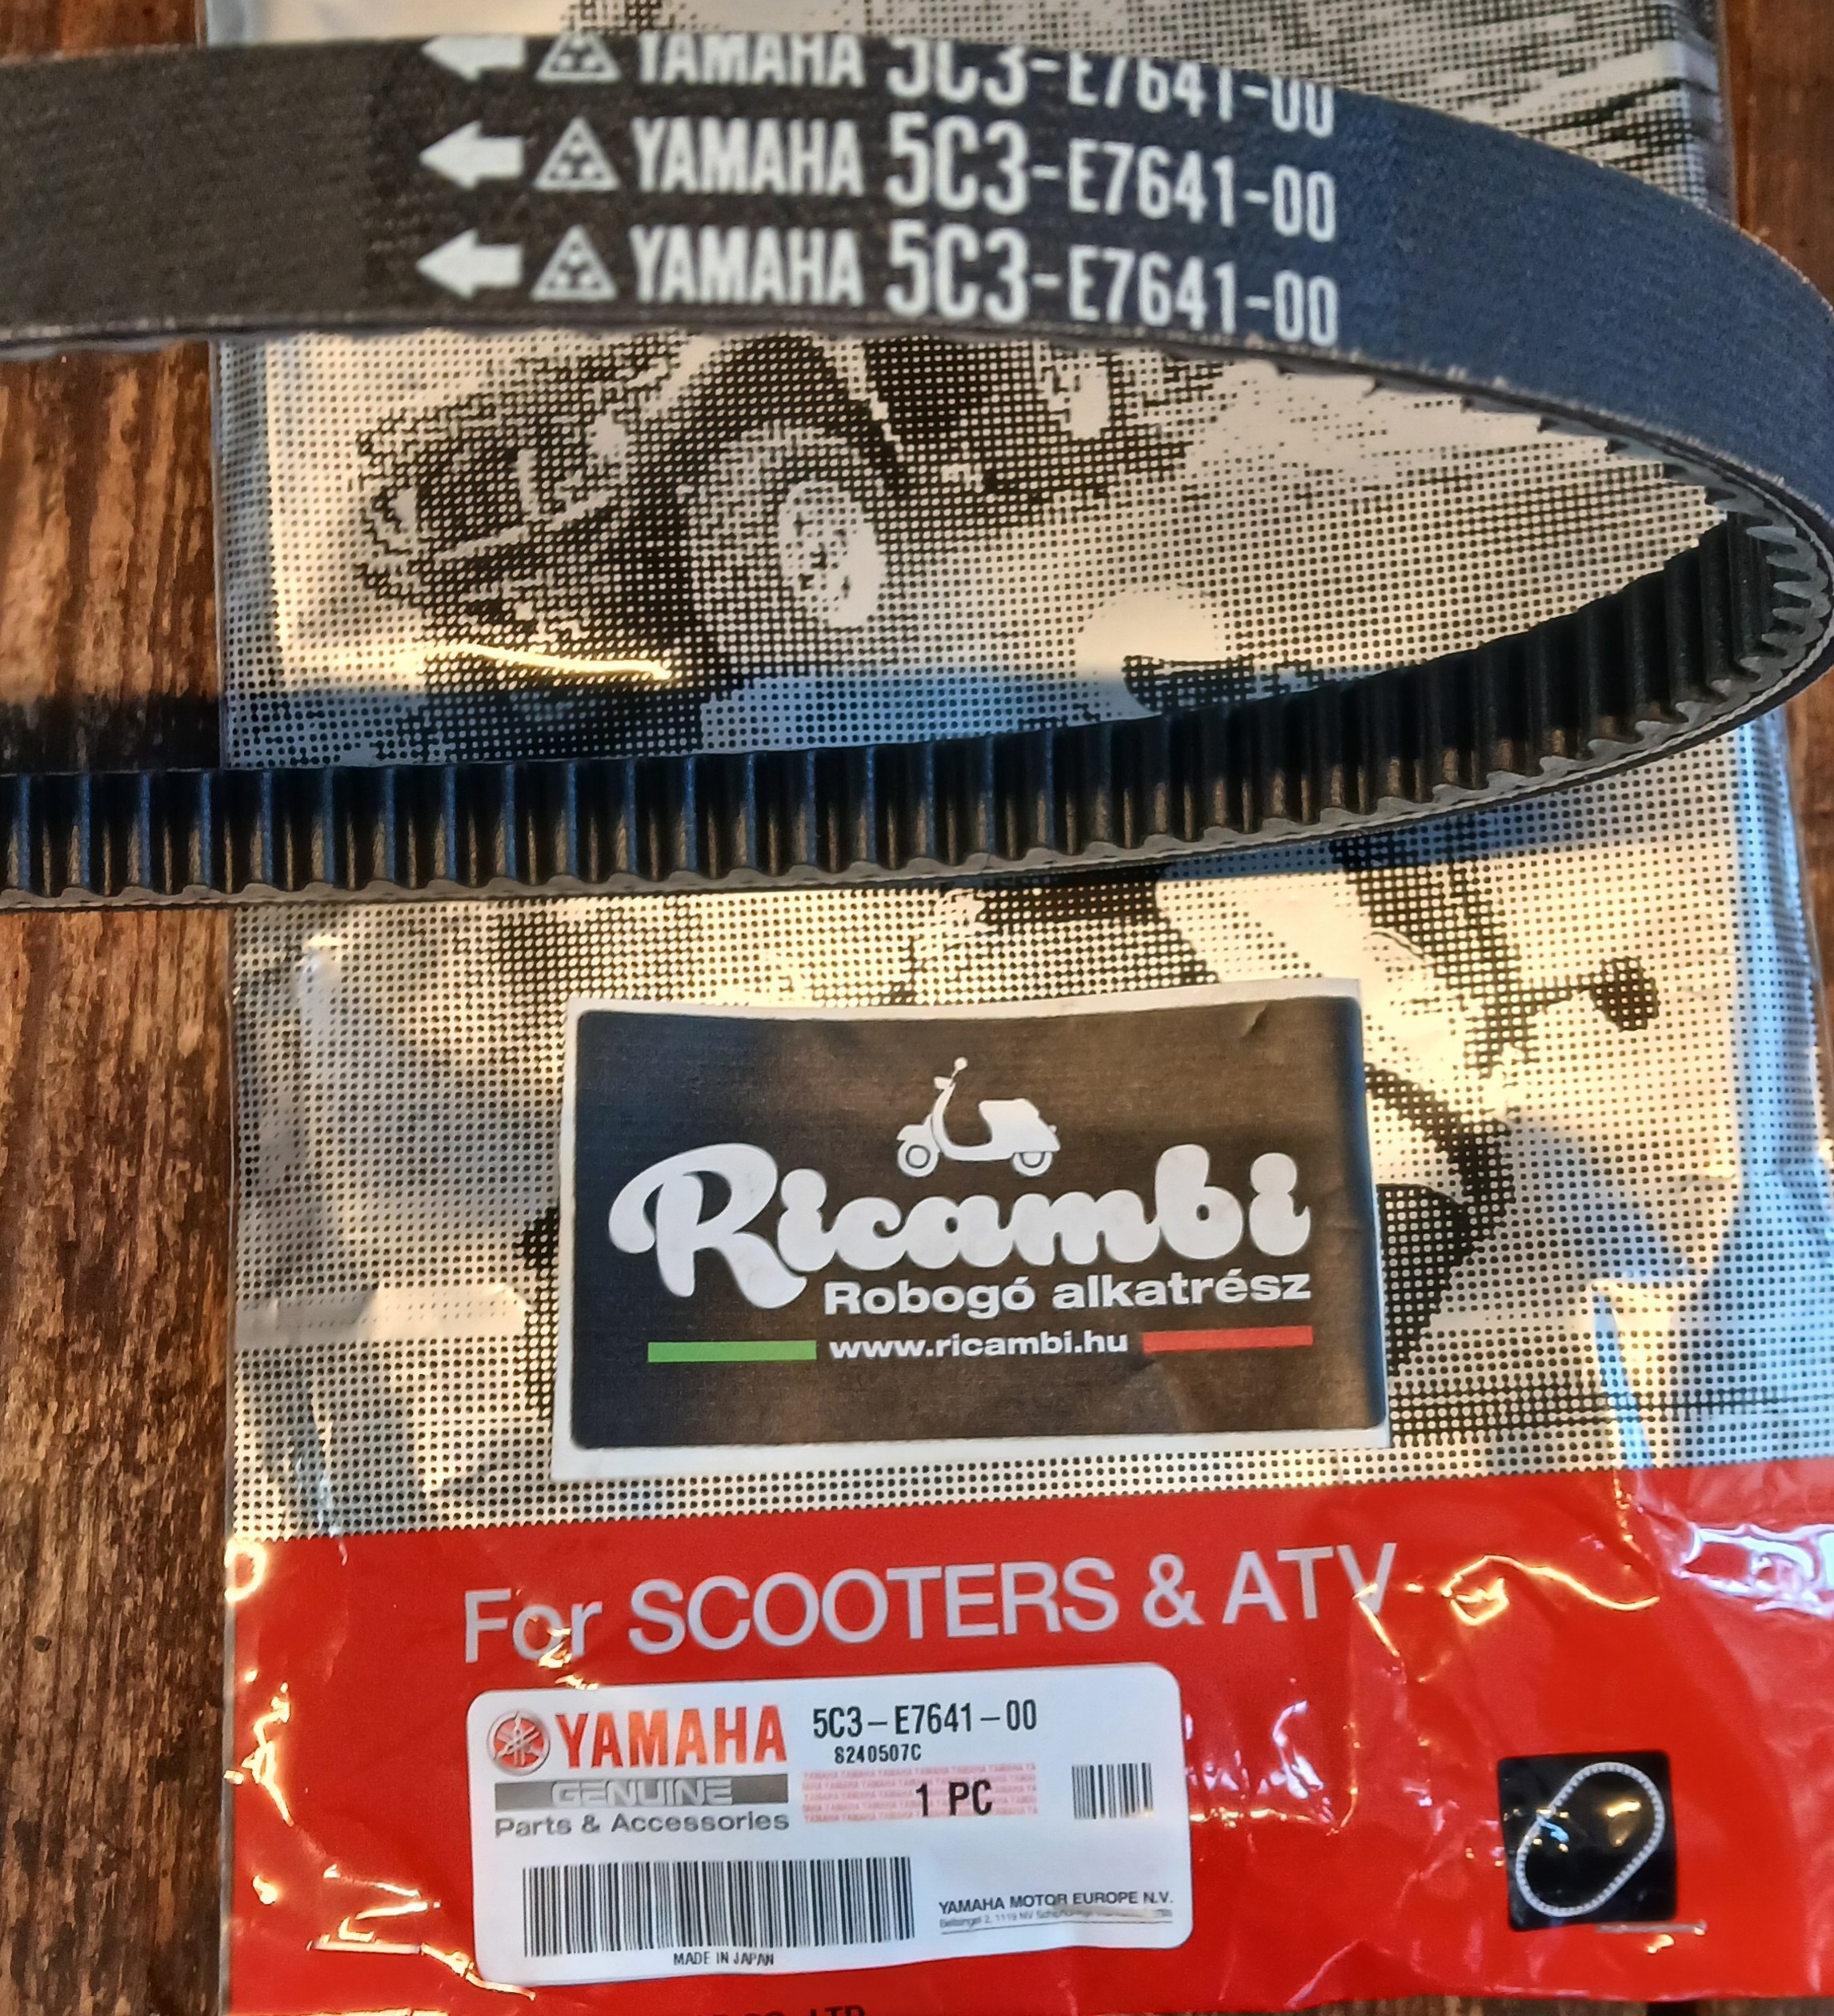 YAMAHA 5C3-E7641-00
YAMAHA 5C3-E7641-00
YAMAHA 5C3-E7641-00
Ricambi
Robogó alkatrész
www.ricambi.hu
For SCOOTERS & ATV
YAMAHA 5C3-E7641-00
8240507C
GENUINE
1 PC
Parts & Accessories
YAMAHA MOTOR EUROPE N.V.
MADE IN JAPAN